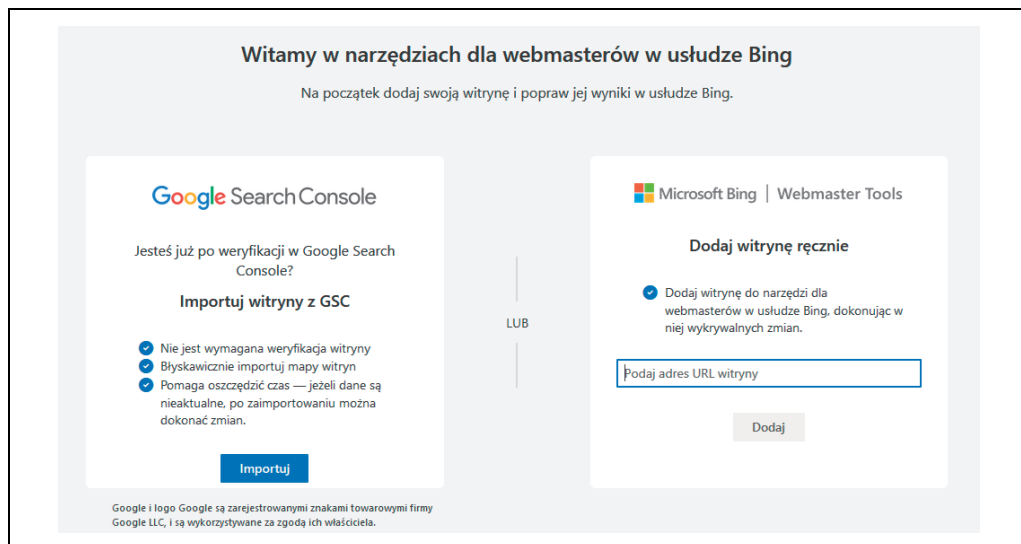 Witamy w narzędziach dla webmasterów w usłudze Bing
Na początek dodaj swoją witrynę i popraw jej wyniki w usłudze Bing.
Google Search Console
Jesteś już po weryfikacji w Google Search
Console?
Importuj witryny z GSC
Nie jest wymagana weryfikacja witryny
Błyskawicznie importuj mapy witryn
Pomaga oszczędzić czas — jeżeli dane są
nieaktualne, po zaimportowaniu można
dokonać zmian.
Importuj
Google i logo Google są zarejestrowanymi znakami towarowymi firmy
Google LLC, i są wykorzystywane za zgodą ich właściciela.
LUB
Microsoft Bing | Webmaster Tools
Dodaj witrynę ręcznie
Dodaj witrynę do narzędzi dla
webmasterów w usłudze Bing, dokonując w
niej wykrywalnych zmian.
Podaj adres URL witryny
Dodaj